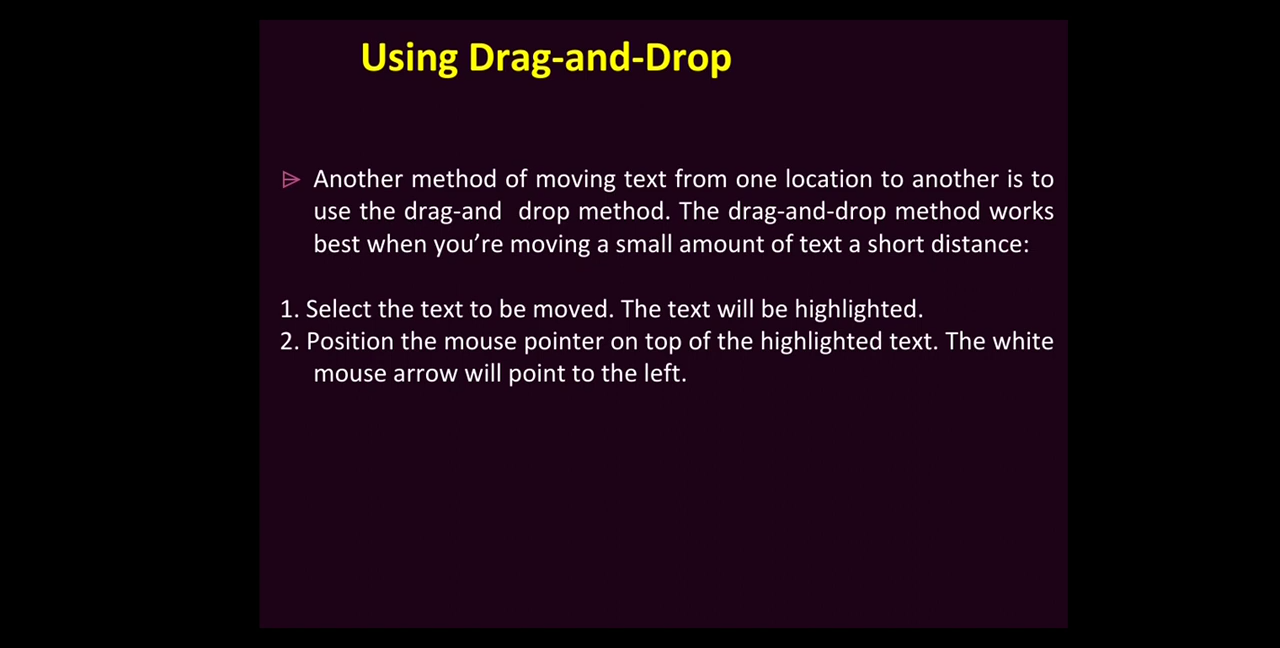 Using Drag-and-Drop
Another method of moving text from one location to another is to
use the drag-and  drop method. The drag-and-drop method works
best when you’re moving a small amount of text a short distance:
1. Select the text to be moved. The text will be highlighted.
2. Position the mouse pointer on top of the highlighted text. The white
mouse arrow will point to the left.